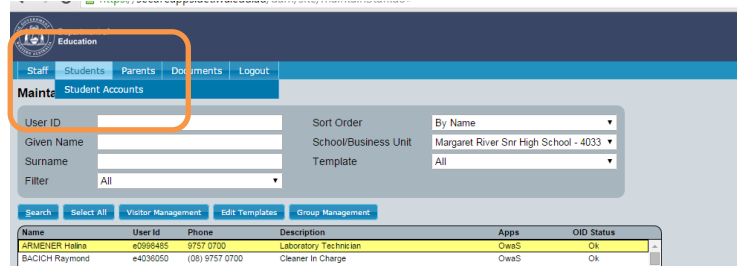 Education
Staff Students Parents Documents Logout
Student Accounts
User ID Sort Order By Name
Given Name School/Business Unit Margaret River Snr High School - 4033
Surname Template All
Filter All
Search Select All Visitor Management Edit Templates Group Management
Name User Id Phone Description Apps OID Status
ARMENER Halina e0996485 9757 0700 Laboratory Technician OwaS Ok
BACICH Raymond e4036050 (08) 9757 0700 Cleaner In Charge OwaS Ok